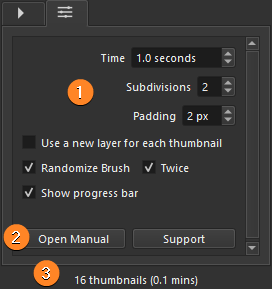 Time 1.0 seconds
1
Subdivisions 2
Padding 2 px
Use a new layer for each thumbnail
Randomize Brush Twice
Show progress bar
2 Open Manual Support
3
16 thumbnails (0.1 mins)